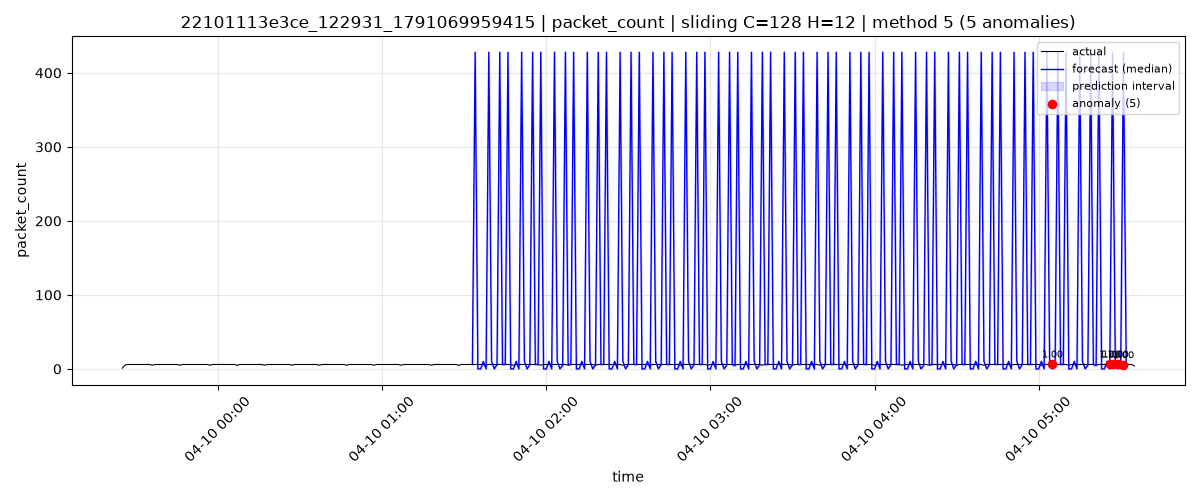 22101113e3ce_122931_1791069959415 | packet_count | sliding C=128 H=12 | method 5 (5 anomalies)
actual
forecast (median)
prediction interval
anomaly (5)
packet_count
400
300
200
100
0
1.00
04-10 00:00
04-10 01:00
04-10 02:00
04-10 03:00
04-10 04:00
04-10 05:00
time